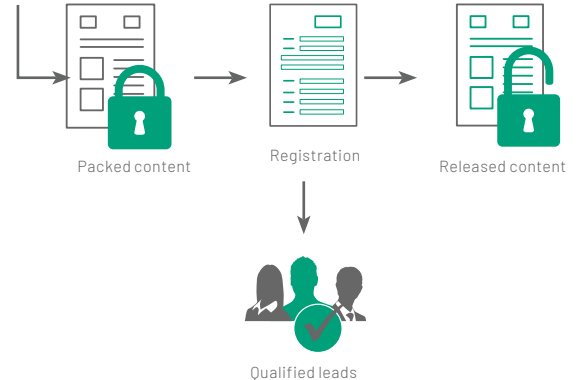 Packed content
Registration
Released content
Qualified leads